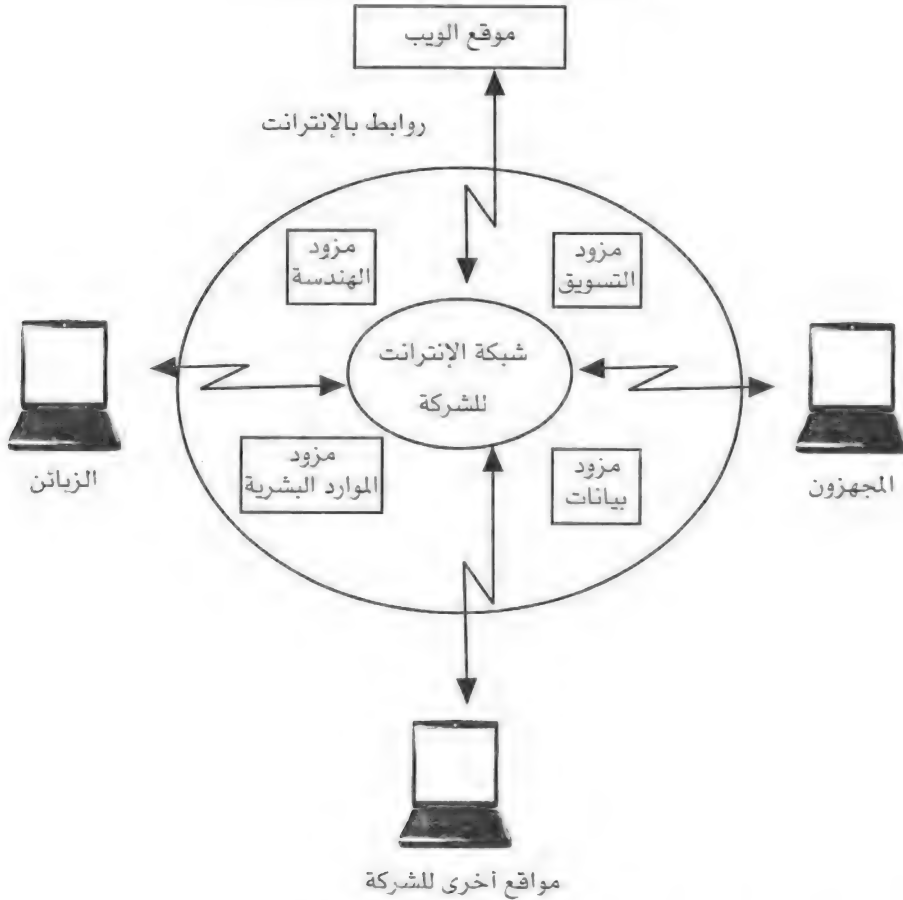 موقع الويب
روابط بالإنترانت
مزود
الهندسة
مزود
التسويق
شبكة الإنترانت
للشركة
مزود
الموارد البشرية
مزود
بيانات
الزبائن
المجهزون
مواقع أخرى للشركة